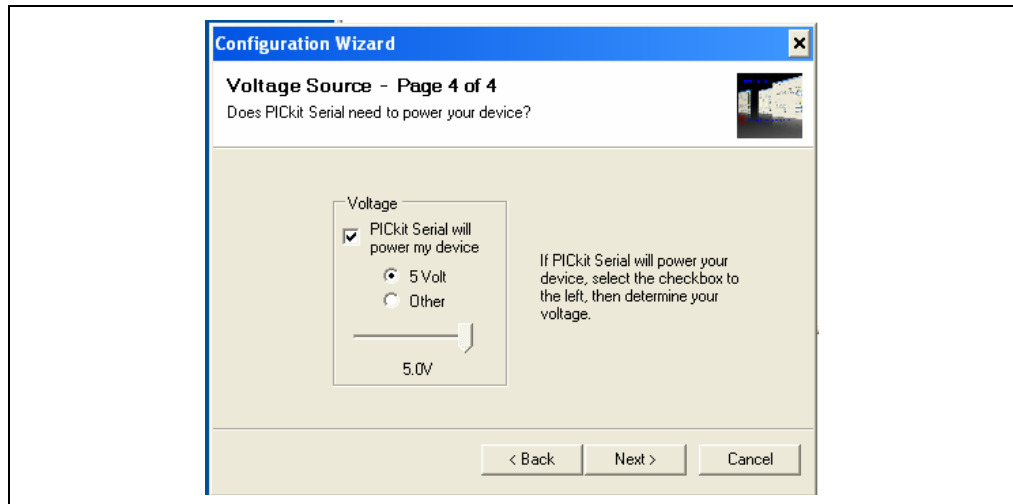 Configuration Wizard
Voltage Source - Page 4 of 4
Does PICkit Serial need to power your device?
Voltage
PICkit Serial will
power my device
5 Volt
Other
5.0V
If PICkit Serial will power your
device, select the checkbox to
the left, then determine your
voltage.
< Back
Next >
Cancel